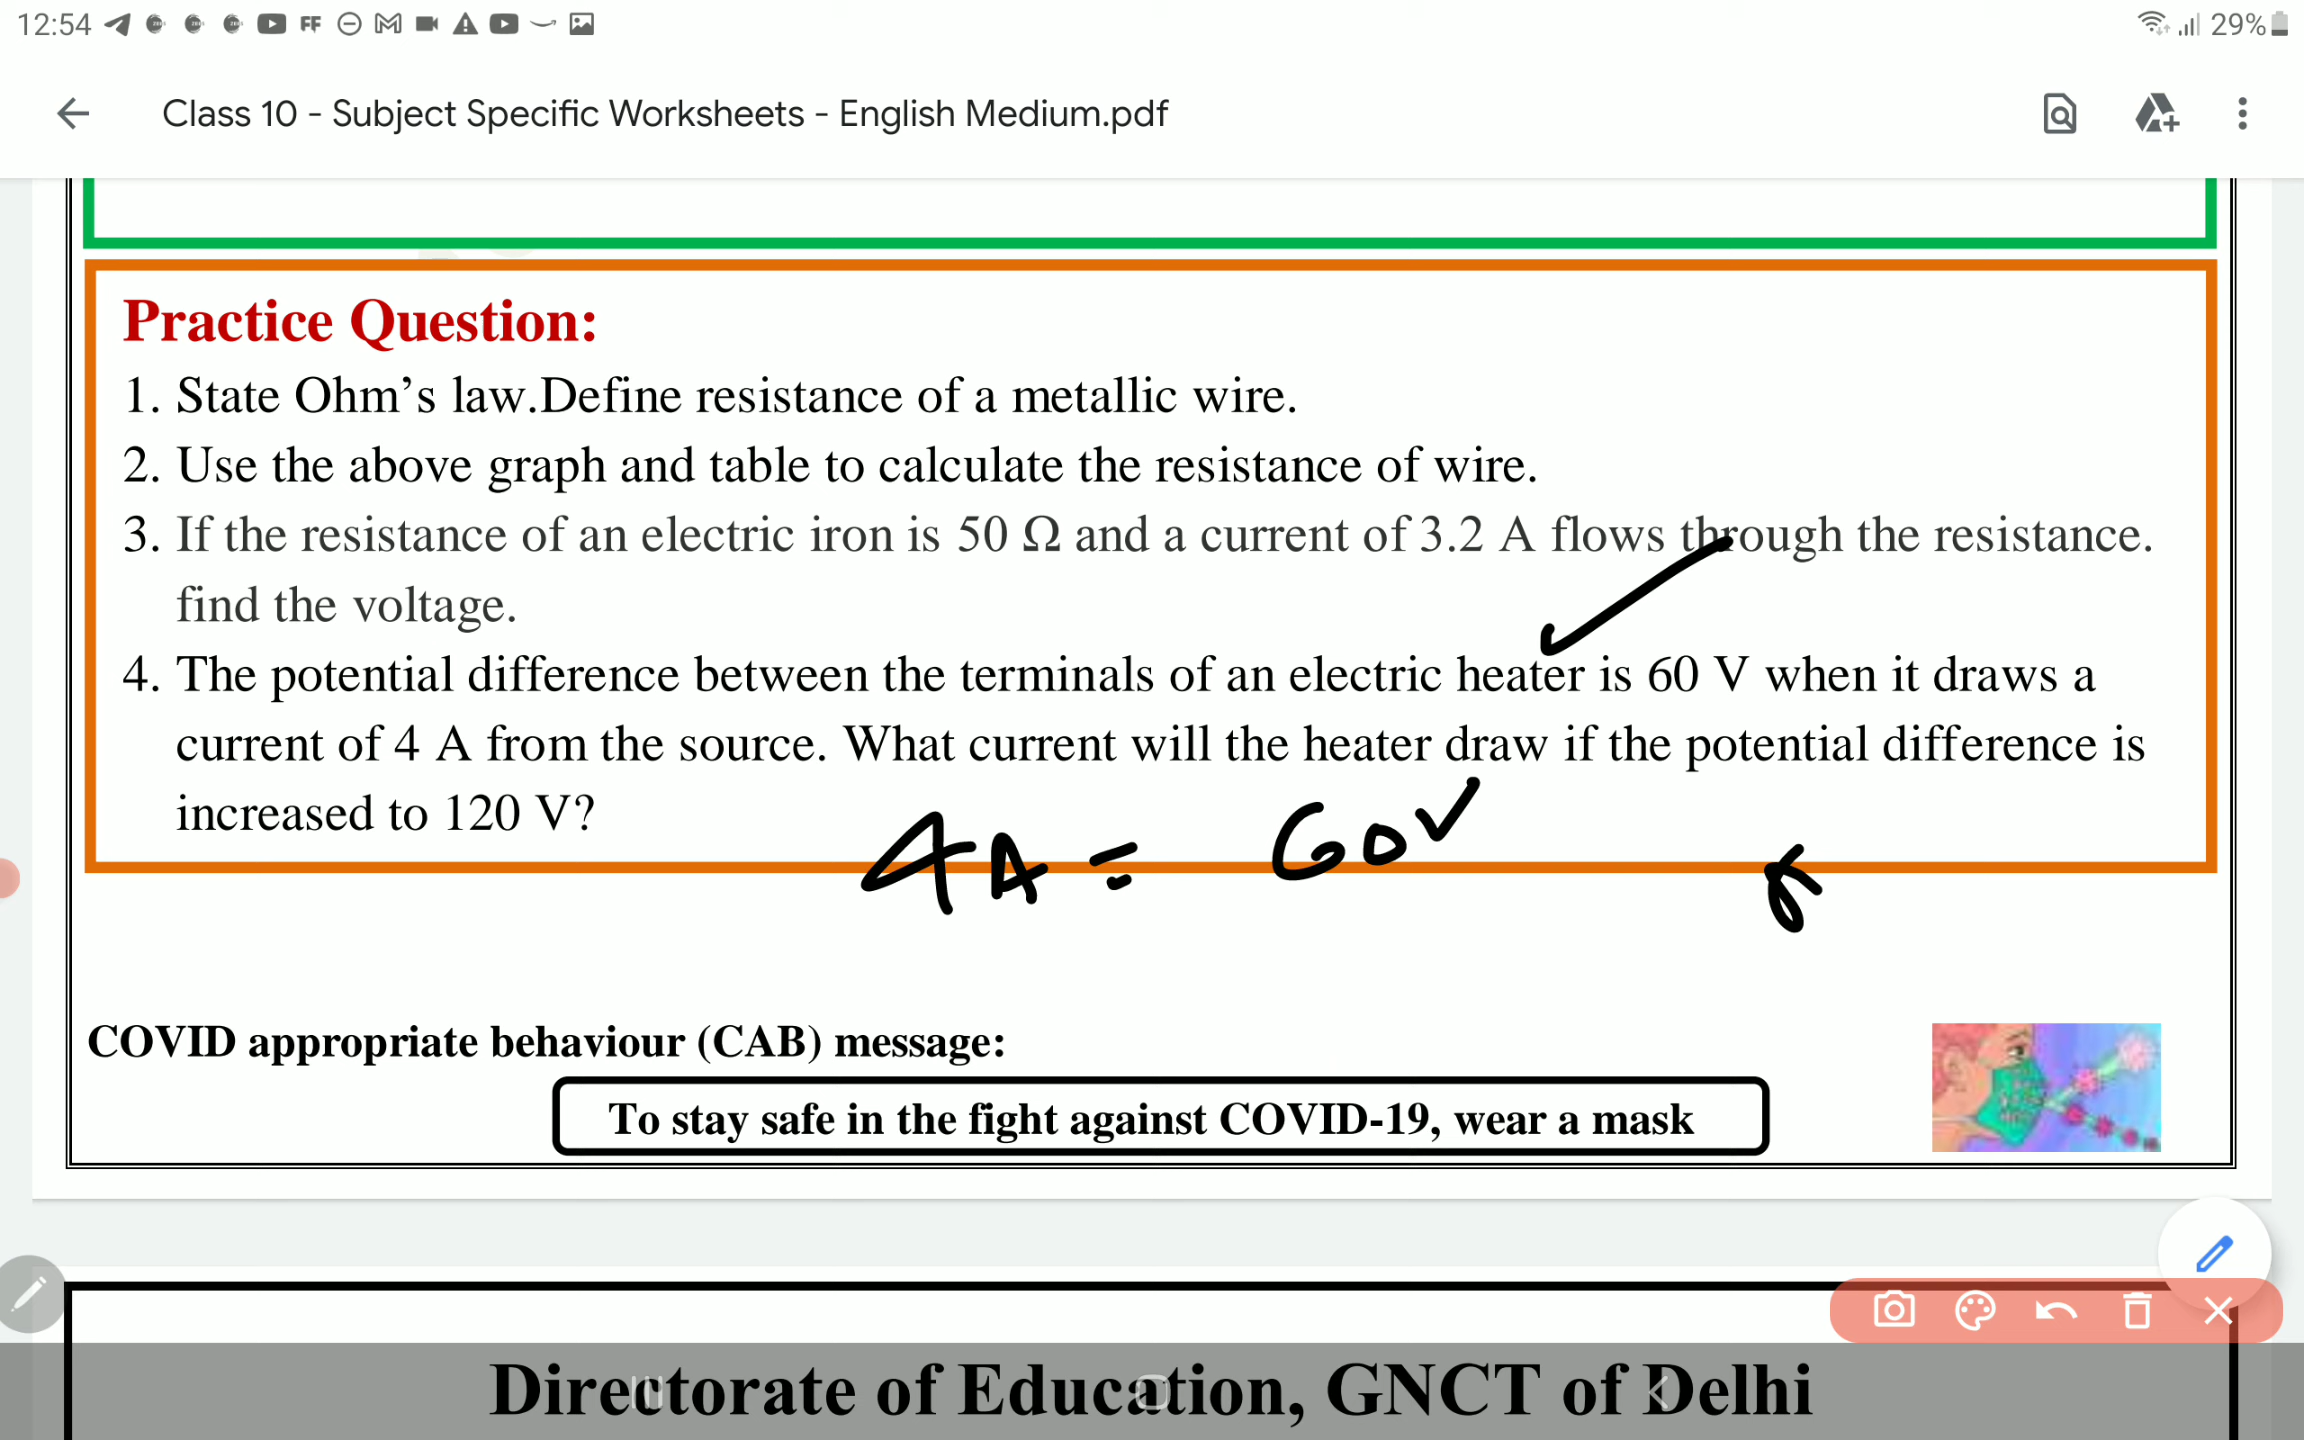 12:54 29%
Class 10 - Subject Specific Worksheets - English Medium.pdf
Practice Question:
1. State Ohm's law.Define resistance of a metallic wire.
2. Use the above graph and table to calculate the resistance of wire.
3. If the resistance of an electric iron is 50 Ω and a current of 3.2 A flows through the resistance.
find the voltage.
4. The potential difference between the terminals of an electric heater is 60 V when it draws a
current of 4 A from the source. What current will the heater draw if the potential difference is
increased to 120 V?
4A = 60V
8
COVID appropriate behaviour (CAB) message:
To stay safe in the fight against COVID-19, wear a mask
Directorate of Education, GNCT of Delhi